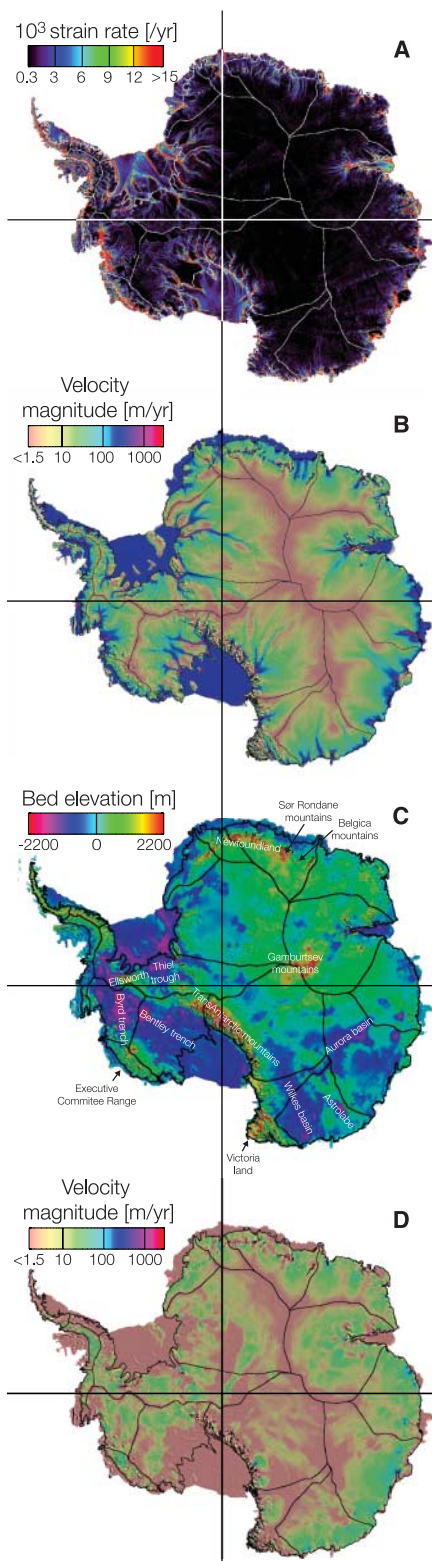 A
10³ strain rate [/yr]
0.3 3 6 9 12 >15
B
Velocity
magnitude [m/yr]
<1.5 10 100 1000
C
Bed elevation [m]
-2200 0 2200
Sør Rondane
mountains
Belgica
mountains
Newfoundland
Gamburtsev
mountains
Thiel
trough
Ellsworth
Byrd trench
Bentley trench
TransAntarctic mountains
Aurora basin
Wilkes basin
Astrolabe
Executive
Commitee Range
Victoria
land
D
Velocity
magnitude [m/yr]
<1.5 10 100 1000